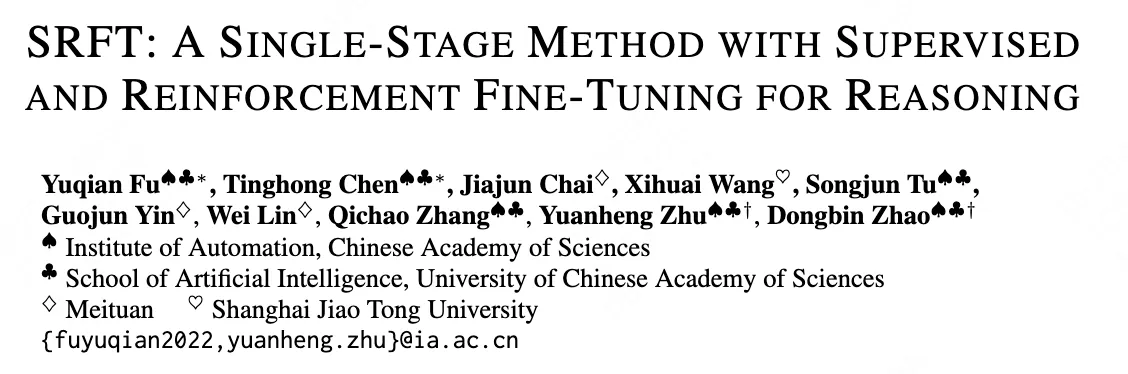 SRFT: A SINGLE-STAGE METHOD WITH SUPERVISED
AND REINFORCEMENT FINE-TUNING FOR REASONING
Yuqian Fu♠♣*, Tinghong Chen♠♣*, Jiajun Chai♢, Xihuai Wang♡, Songjun Tu♠♣,
Guojun Yin♢, Wei Lin♢, Qichao Zhang♠♣, Yuanheng Zhu♠♣†, Dongbin Zhao♠♣†
♠ Institute of Automation, Chinese Academy of Sciences
♣ School of Artificial Intelligence, University of Chinese Academy of Sciences
♢ Meituan ♡ Shanghai Jiao Tong University
{fuyuqian2022,yuanheng.zhu}@ia.ac.cn